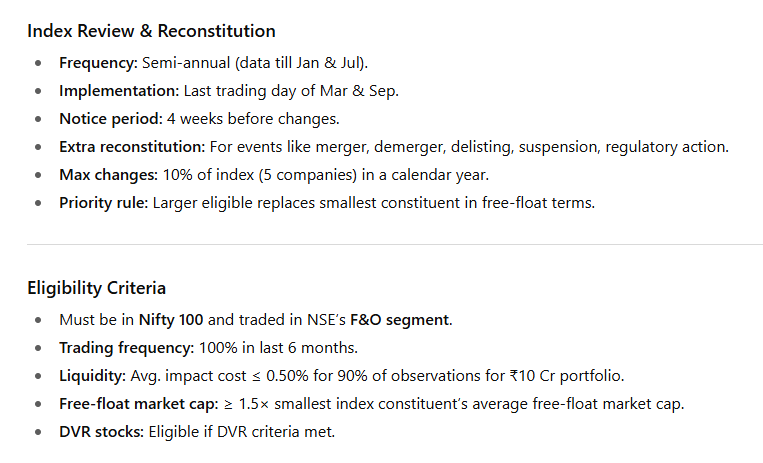 Index Review & Reconstitution
Frequency: Semi-annual (data till Jan & Jul).
Implementation: Last trading day of Mar & Sep.
Notice period: 4 weeks before changes.
Extra reconstitution: For events like merger, demerger, delisting, suspension, regulatory action.
Max changes: 10% of index (5 companies) in a calendar year.
Priority rule: Larger eligible replaces smallest constituent in free-float terms.
Eligibility Criteria
Must be in Nifty 100 and traded in NSE’s F&O segment.
Trading frequency: 100% in last 6 months.
Liquidity: Avg. impact cost ≤ 0.50% for 90% of observations for ₹10 Cr portfolio.
Free-float market cap: ≥ 1.5× smallest index constituent’s average free-float market cap.
DVR stocks: Eligible if DVR criteria met.